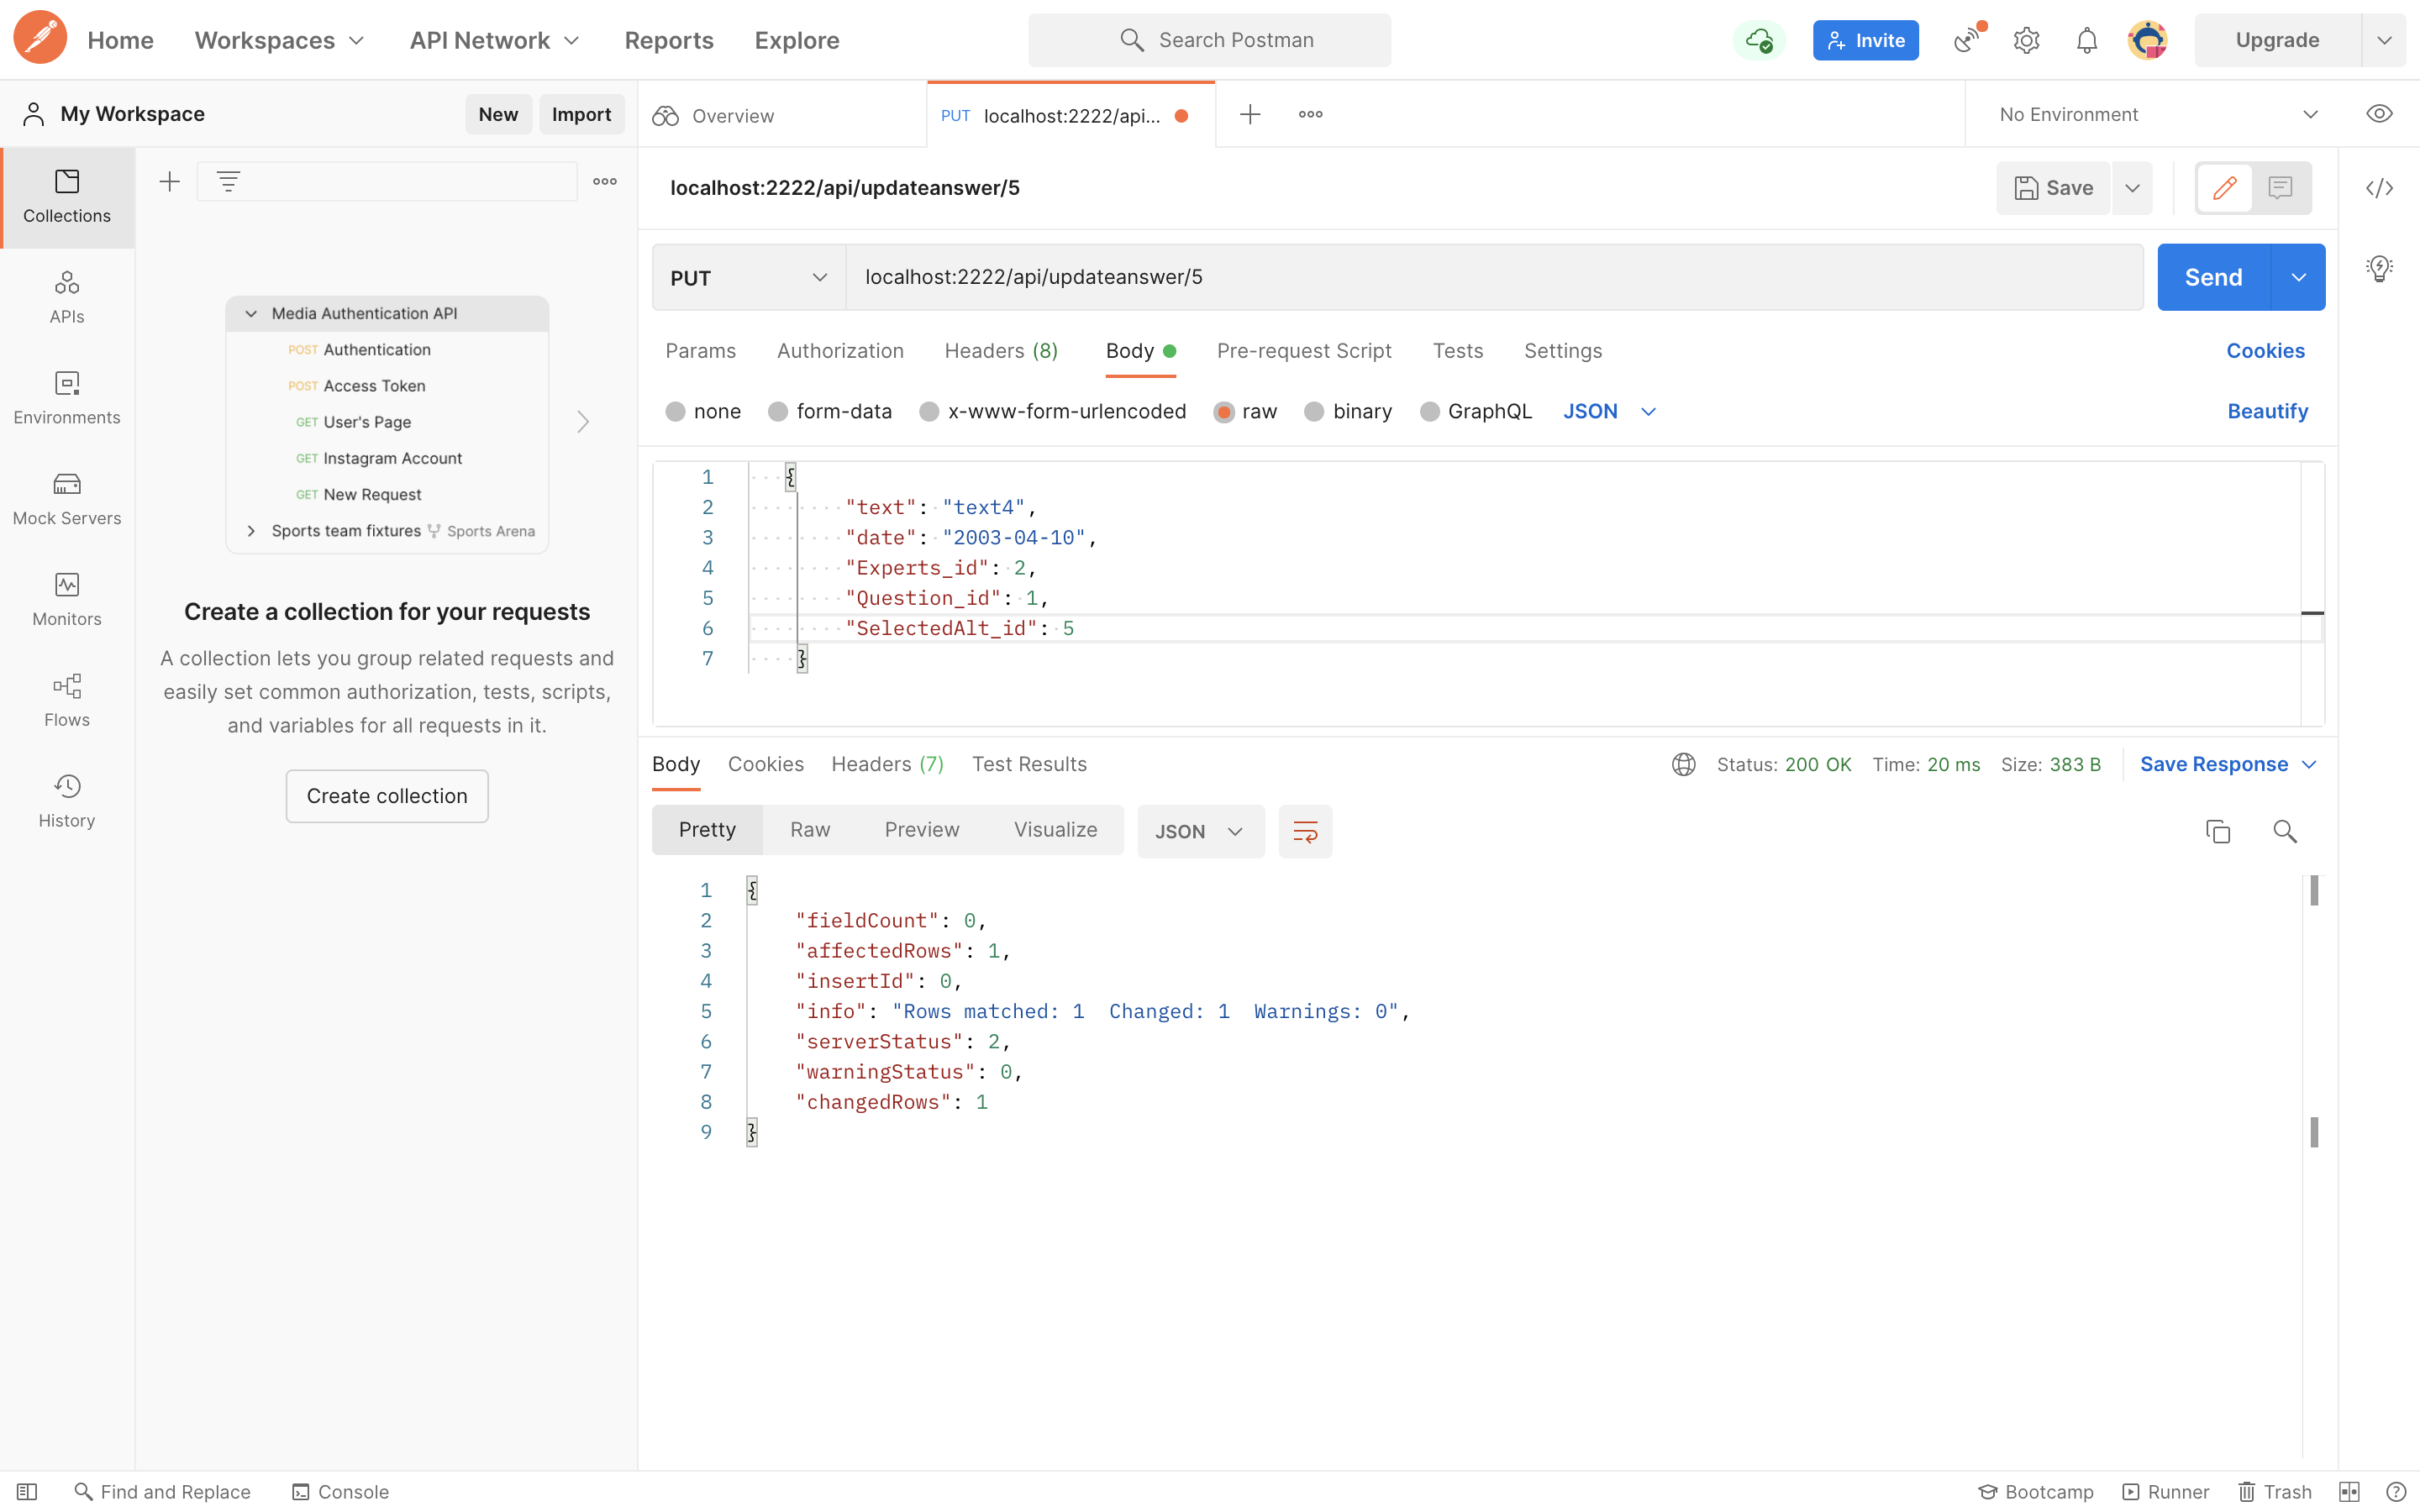 Home Workspaces API Network Reports Explore Search Postman Invite Upgrade
My Workspace New Import Overview PUT localhost:2222/api... No Environment
Collections
APIs
Environments
Mock Servers
Monitors
Flows
History
Media Authentication API
POST Authentication
POST Access Token
GET User's Page
GET Instagram Account
GET New Request
Sports team fixtures Sports Arena
Create a collection for your requests
A collection lets you group related requests and
easily set common authorization, tests, scripts,
and variables for all requests in it.
Create collection
localhost:2222/api/updateanswer/5 Save
PUT localhost:2222/api/updateanswer/5 Send
Params Authorization Headers (8) Body Pre-request Script Tests Settings Cookies
none form-data x-www-form-urlencoded raw binary GraphQL JSON Beautify
1 {
2 "text": "text4",
3 "date": "2003-04-10",
4 "Experts_id": 2,
5 "Question_id": 1,
6 "SelectedAlt_id": 5
7 }
Body Cookies Headers (7) Test Results Status: 200 OK Time: 20 ms Size: 383 B Save Response
Pretty Raw Preview Visualize JSON
1 {
2 "fieldCount": 0,
3 "affectedRows": 1,
4 "insertId": 0,
5 "info": "Rows matched: 1  Changed: 1  Warnings: 0",
6 "serverStatus": 2,
7 "warningStatus": 0,
8 "changedRows": 1
9 }
Find and Replace Console Bootcamp Runner Trash